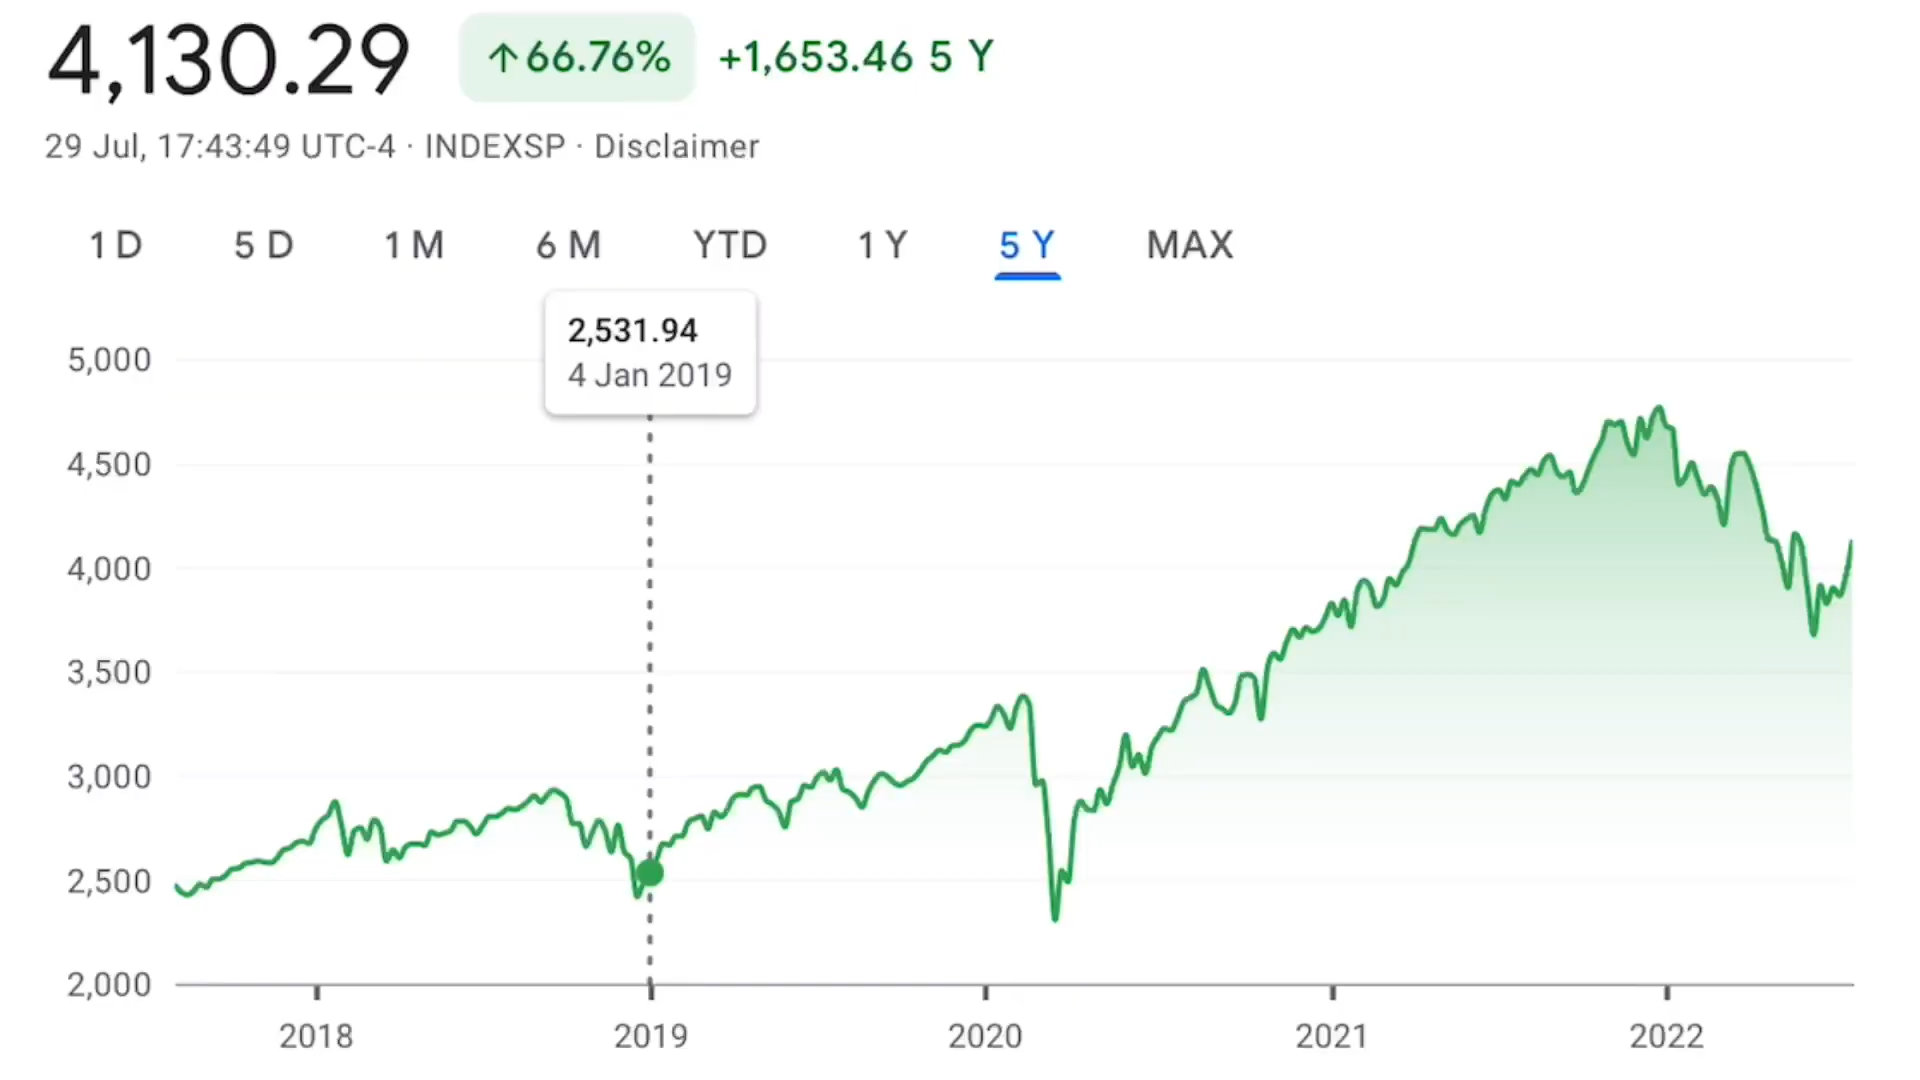 4,130.29 ↑66.76% +1,653.46 5 Y
29 Jul, 17:43:49 UTC-4 · INDEXSP · Disclaimer
1 D 5 D 1 M 6 M YTD 1 Y 5 Y MAX
2,531.94
4 Jan 2019
5,000
4,500
4,000
3,500
3,000
2,500
2,000
2018 2019 2020 2021 2022